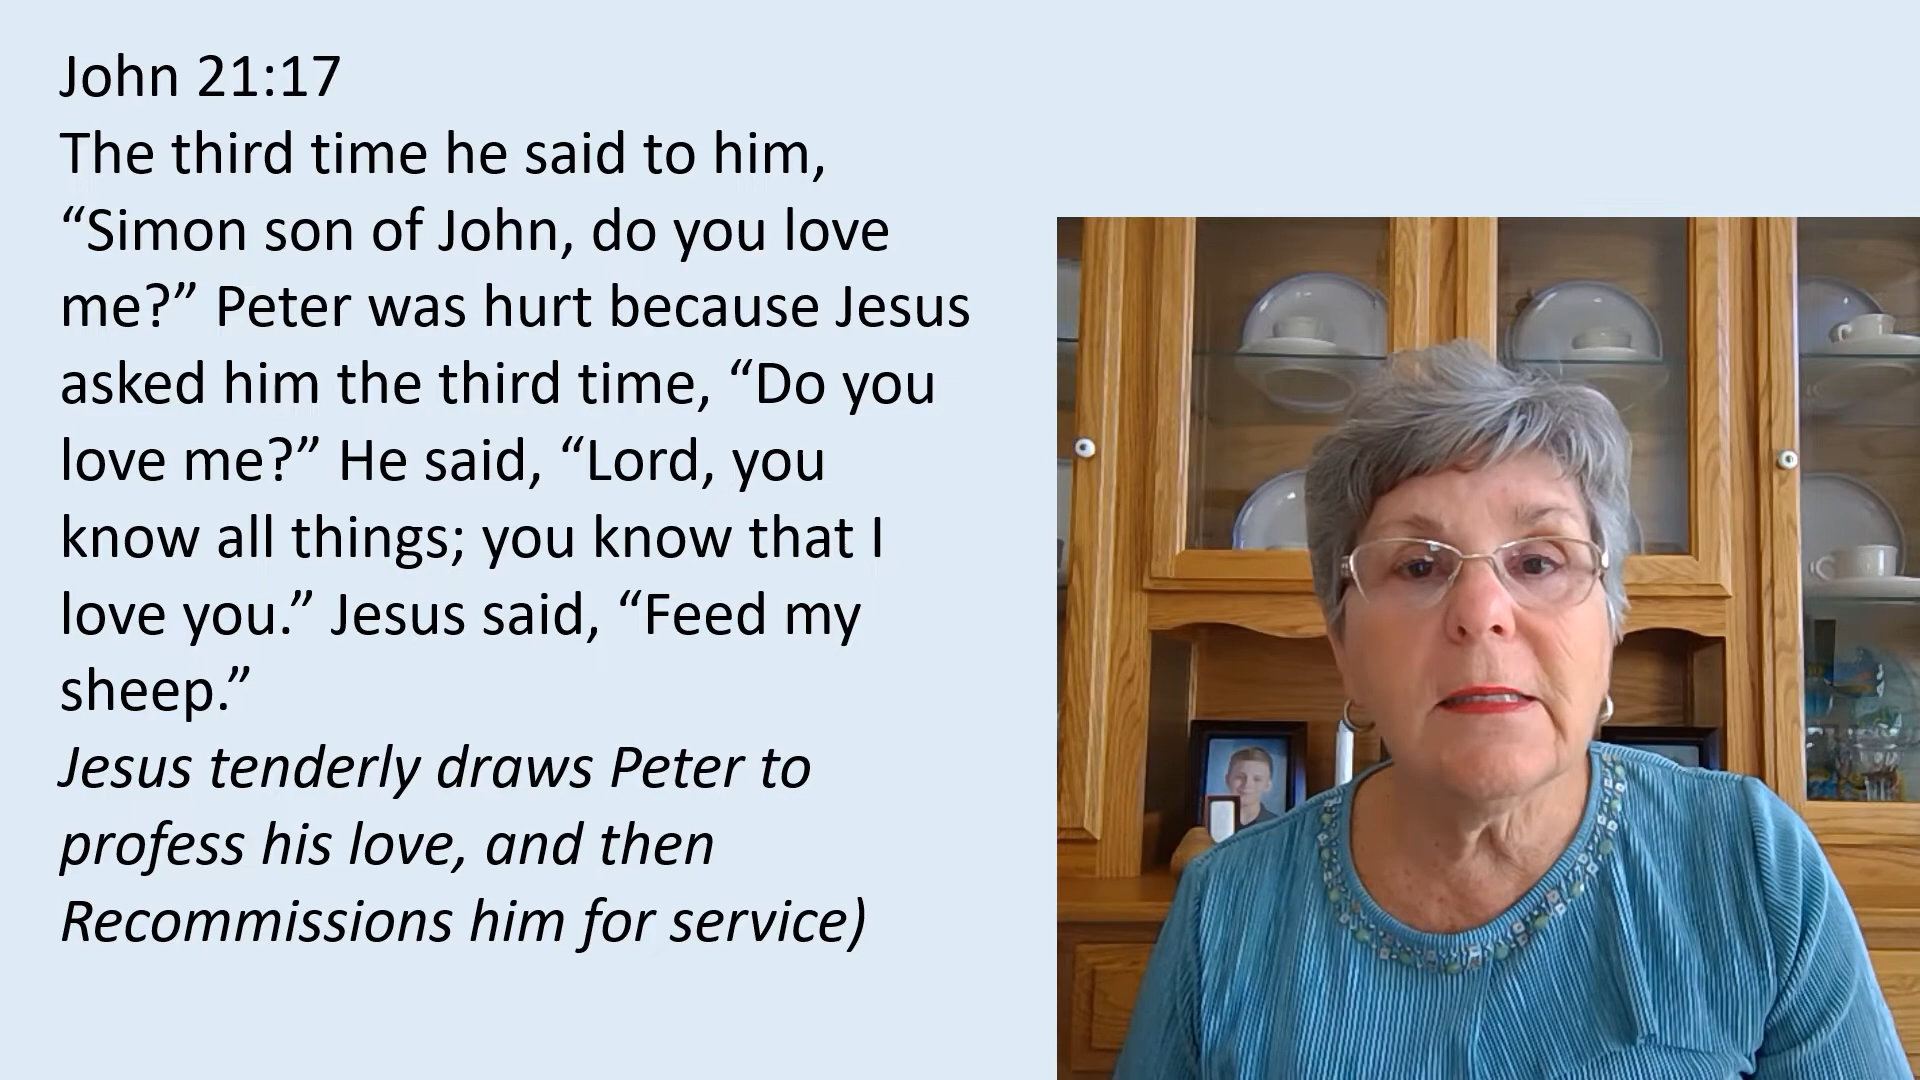 John 21:17
The third time he said to him,
“Simon son of John, do you love
me?” Peter was hurt because Jesus
asked him the third time, “Do you
love me?” He said, “Lord, you
know all things; you know that I
love you.” Jesus said, “Feed my
sheep.”
Jesus tenderly draws Peter to
profess his love, and then
Recommissions him for service)